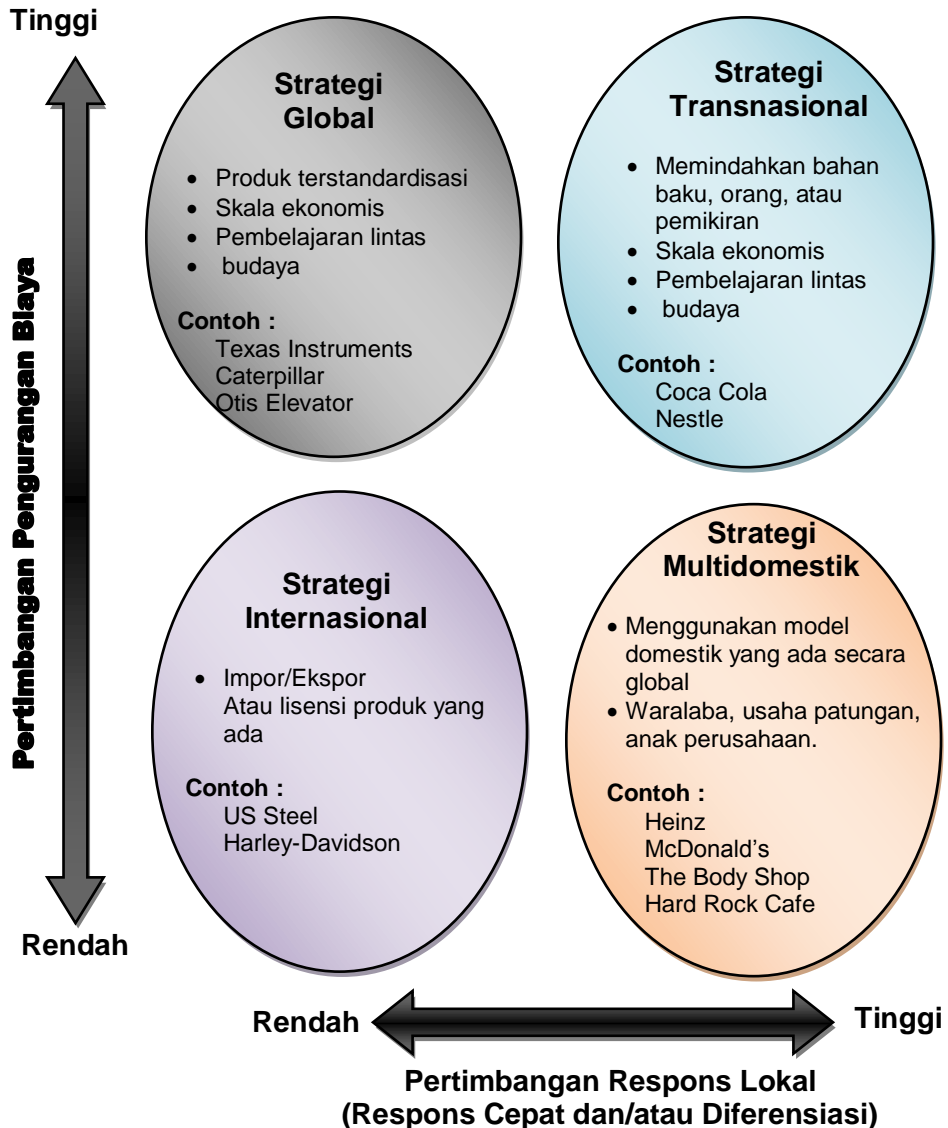 Tinggi
Pertimbangan Pengurangan Biaya
Rendah
Strategi
Global
• Produk terstandardisasi
• Skala ekonomis
• Pembelajaran lintas
• budaya
Contoh :
Texas Instruments
Caterpillar
Otis Elevator
Strategi
Transnasional
• Memindahkan bahan
baku, orang, atau
pemikiran
• Skala ekonomis
• Pembelajaran lintas
• budaya
Contoh :
Coca Cola
Nestle
Strategi
Internasional
• Impor/Ekspor
Atau lisensi produk yang
ada
Contoh :
US Steel
Harley-Davidson
Strategi
Multidomestik
• Menggunakan model
domestik yang ada secara
global
• Waralaba, usaha patungan,
anak perusahaan.
Contoh :
Heinz
McDonald’s
The Body Shop
Hard Rock Cafe
Rendah
Tinggi
Pertimbangan Respons Lokal
(Respons Cepat dan/atau Diferensiasi)